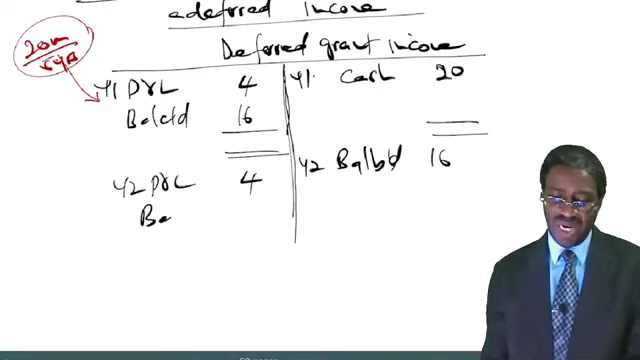 a deferred income
Deferred grant income
20m
5yrs
Y1 P&L 4 Y1 Cash 20
Bal c/d 16
Y2 Bal b/d 16
Y2 P&L 4
Ba